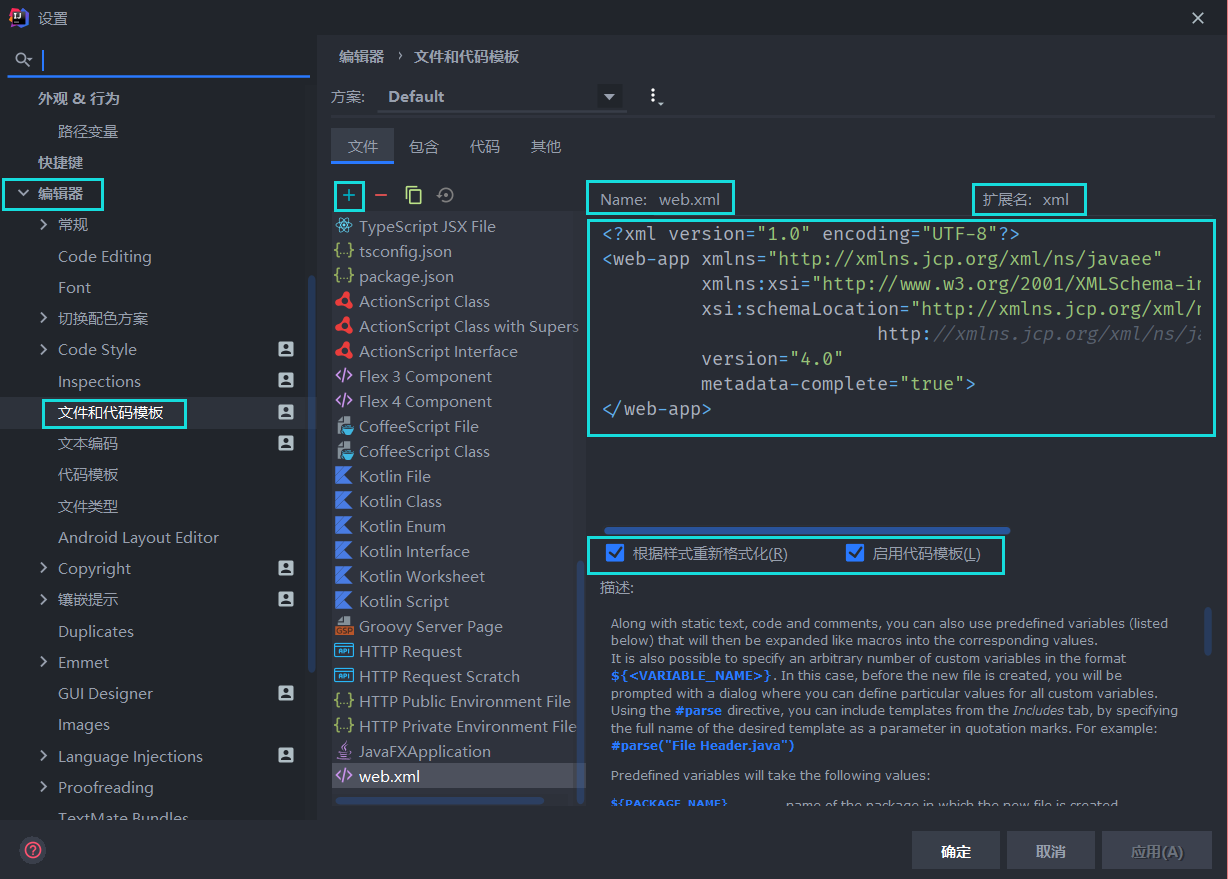 设置
外观 & 行为
路径变量
快捷键
编辑器
常规
Code Editing
Font
切换配色方案
Code Style
Inspections
文件和代码模板
文本编码
代码模板
文件类型
Android Layout Editor
Copyright
镶嵌提示
Duplicates
Emmet
GUI Designer
Images
Language Injections
Proofreading
TextMate Bundles
编辑器 › 文件和代码模板
方案: Default
文件 包含 代码 其他
TypeScript JSX File
tsconfig.json
package.json
ActionScript Class
ActionScript Class with Supers
ActionScript Interface
Flex 3 Component
Flex 4 Component
CoffeeScript File
CoffeeScript Class
Kotlin File
Kotlin Class
Kotlin Enum
Kotlin Interface
Kotlin Worksheet
Kotlin Script
Groovy Server Page
HTTP Request
HTTP Request Scratch
HTTP Public Environment File
HTTP Private Environment File
JavaFXApplication
web.xml
Name: web.xml 扩展名: xml
<?xml version="1.0" encoding="UTF-8"?>
<web-app xmlns="http://xmlns.jcp.org/xml/ns/javaee"
xmlns:xsi="http://www.w3.org/2001/XMLSchema-in
xsi:schemaLocation="http://xmlns.jcp.org/xml/n
http://xmlns.jcp.org/xml/ns/ja
version="4.0"
metadata-complete="true">
</web-app>
根据样式重新格式化(R) 启用代码模板(L)
描述:
Along with static text, code and comments, you can also use predefined variables (listed
below) that will then be expanded like macros into the corresponding values.
It is also possible to specify an arbitrary number of custom variables in the format
${<VARIABLE_NAME>}. In this case, before the new file is created, you will be
prompted with a dialog where you can define particular values for all custom variables.
Using the #parse directive, you can include templates from the Includes tab, by specifying
the full name of the desired template as a parameter in quotation marks. For example:
#parse("File Header.java")
Predefined variables will take the following values:
${PACKAGE_NAME} name of the package in which the new file is created
确定 取消 应用(A)